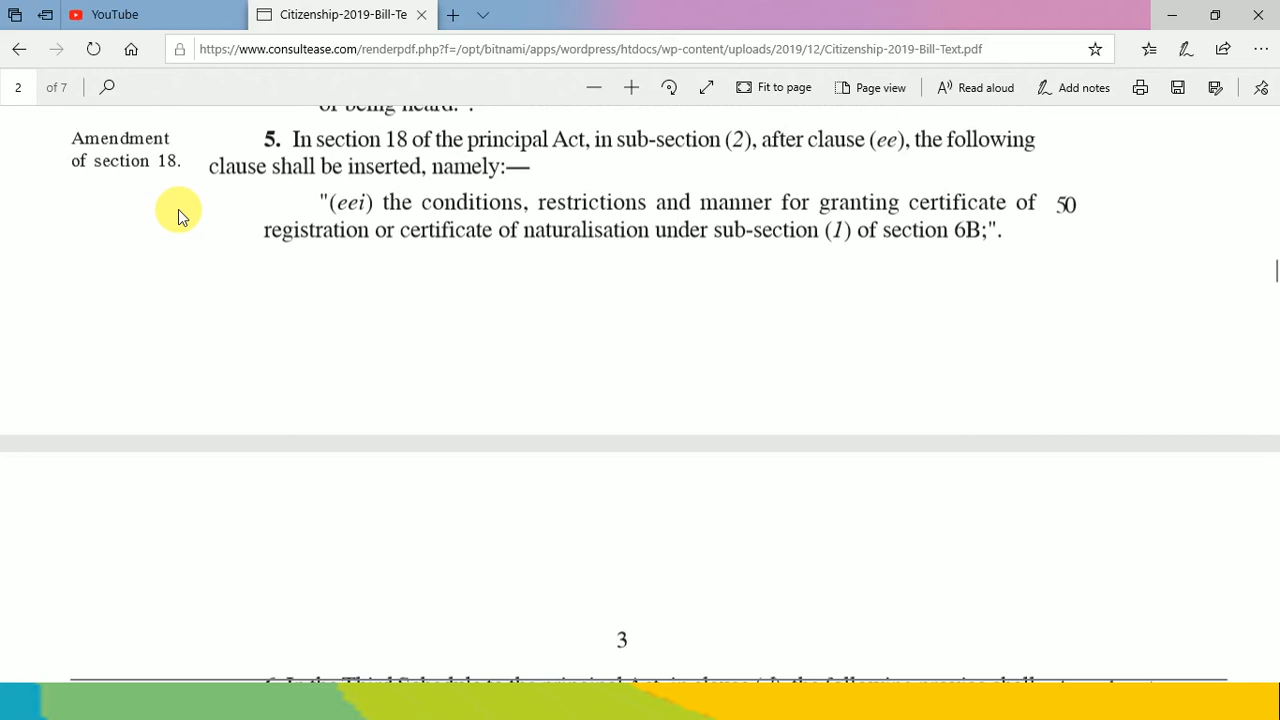 YouTube
Citizenship-2019-Bill-Te
https://www.consultease.com/renderpdf.php?f=/opt/bitnami/apps/wordpress/htdocs/wp-content/uploads/2019/12/Citizenship-2019-Bill-Text.pdf
2 of 7
Fit to page
Page view
Read aloud
Add notes
of being heard.".
Amendment
of section 18.
5. In section 18 of the principal Act, in sub-section (2), after clause (ee), the following
clause shall be inserted, namely:—
"(eei) the conditions, restrictions and manner for granting certificate of 50
registration or certificate of naturalisation under sub-section (1) of section 6B;".
3